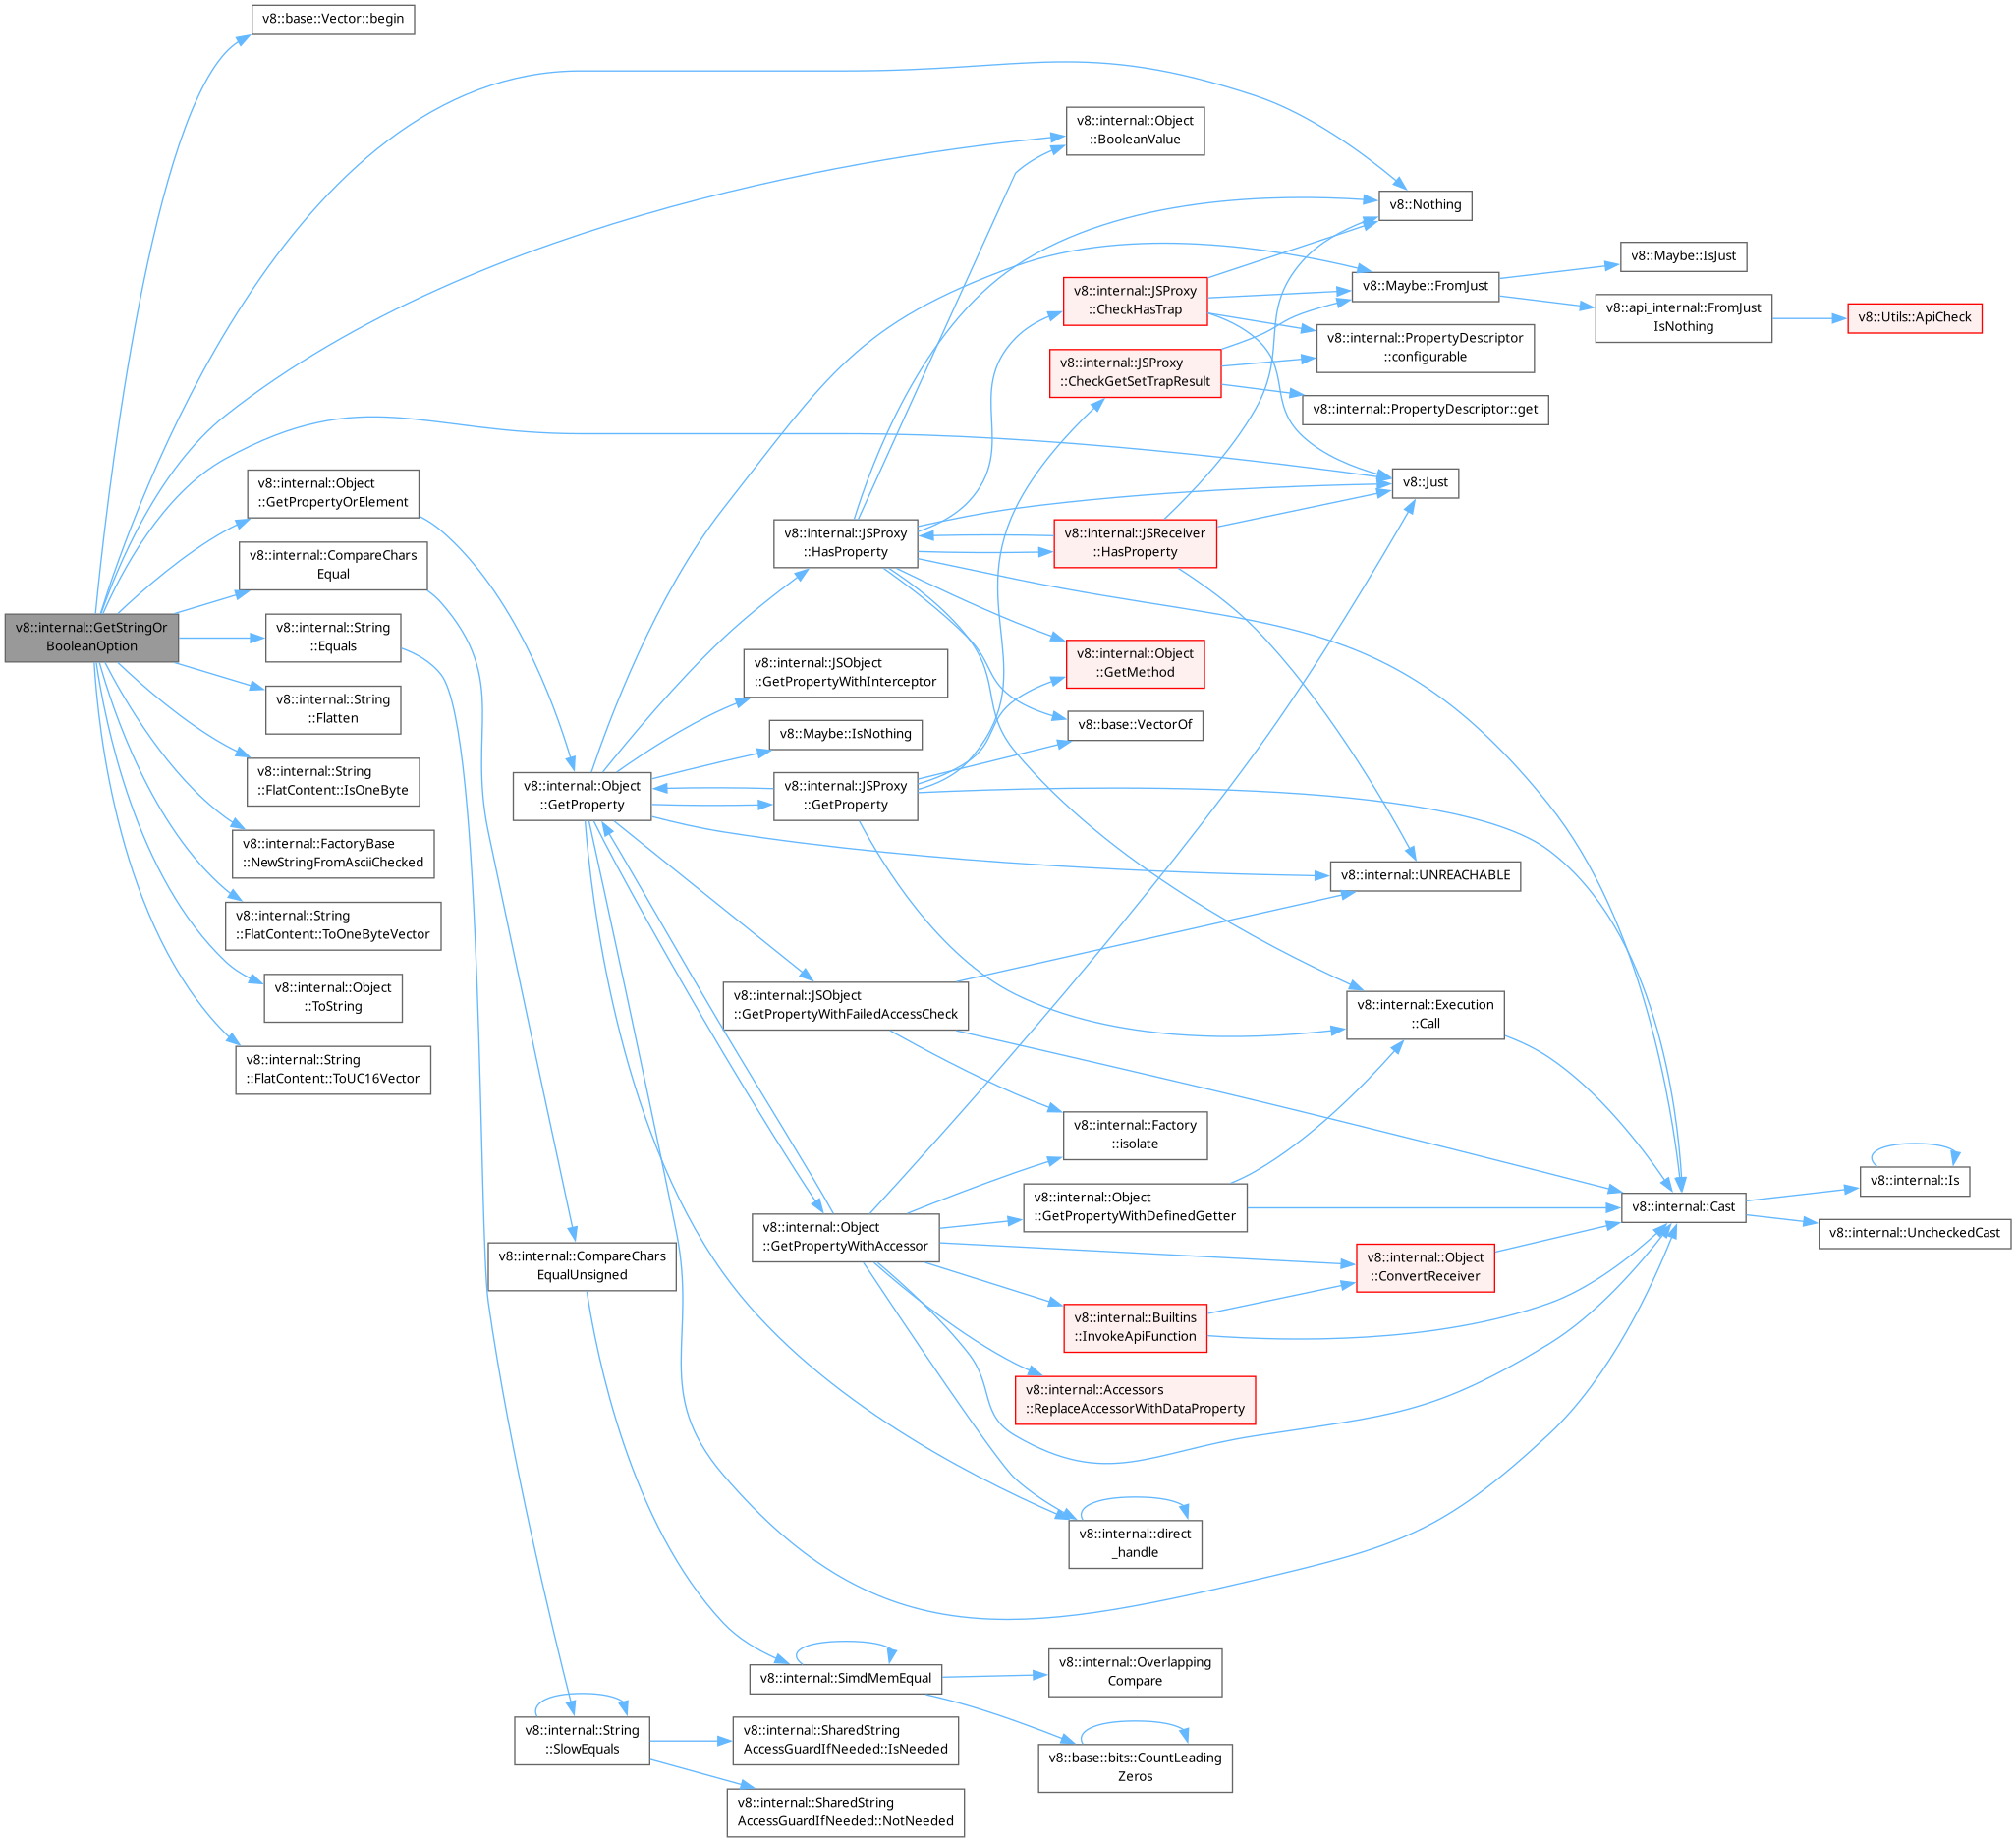 v8::base::Vector::begin
v8::internal::Object
::BooleanValue
v8::Nothing
v8::Maybe::IsJust
v8::internal::JSProxy
::CheckHasTrap
v8::Maybe::FromJust
v8::api_internal::FromJust
IsNothing
v8::Utils::ApiCheck
v8::internal::PropertyDescriptor
::configurable
v8::internal::JSProxy
::CheckGetSetTrapResult
v8::internal::PropertyDescriptor::get
v8::internal::Object
::GetPropertyOrElement
v8::Just
v8::internal::CompareChars
Equal
v8::internal::JSProxy
::HasProperty
v8::internal::JSReceiver
::HasProperty
v8::internal::GetStringOr
BooleanOption
v8::internal::String
::Equals
v8::internal::JSObject
::GetPropertyWithInterceptor
v8::internal::Object
::GetMethod
v8::internal::String
::Flatten
v8::Maybe::IsNothing
v8::base::VectorOf
v8::internal::String
::FlatContent::IsOneByte
v8::internal::Object
::GetProperty
v8::internal::JSProxy
::GetProperty
v8::internal::FactoryBase
::NewStringFromAsciiChecked
v8::internal::UNREACHABLE
v8::internal::String
::FlatContent::ToOneByteVector
v8::internal::Object
::ToString
v8::internal::JSObject
::GetPropertyWithFailedAccessCheck
v8::internal::Execution
::Call
v8::internal::String
::FlatContent::ToUC16Vector
v8::internal::Factory
::isolate
v8::internal::Is
v8::internal::Object
::GetPropertyWithDefinedGetter
v8::internal::Cast
v8::internal::UncheckedCast
v8::internal::Object
::GetPropertyWithAccessor
v8::internal::CompareChars
EqualUnsigned
v8::internal::Object
::ConvertReceiver
v8::internal::Builtins
::InvokeApiFunction
v8::internal::Accessors
::ReplaceAccessorWithDataProperty
v8::internal::direct
_handle
v8::internal::SimdMemEqual
v8::internal::Overlapping
Compare
v8::internal::String
::SlowEquals
v8::internal::SharedString
AccessGuardIfNeeded::IsNeeded
v8::base::bits::CountLeading
Zeros
v8::internal::SharedString
AccessGuardIfNeeded::NotNeeded